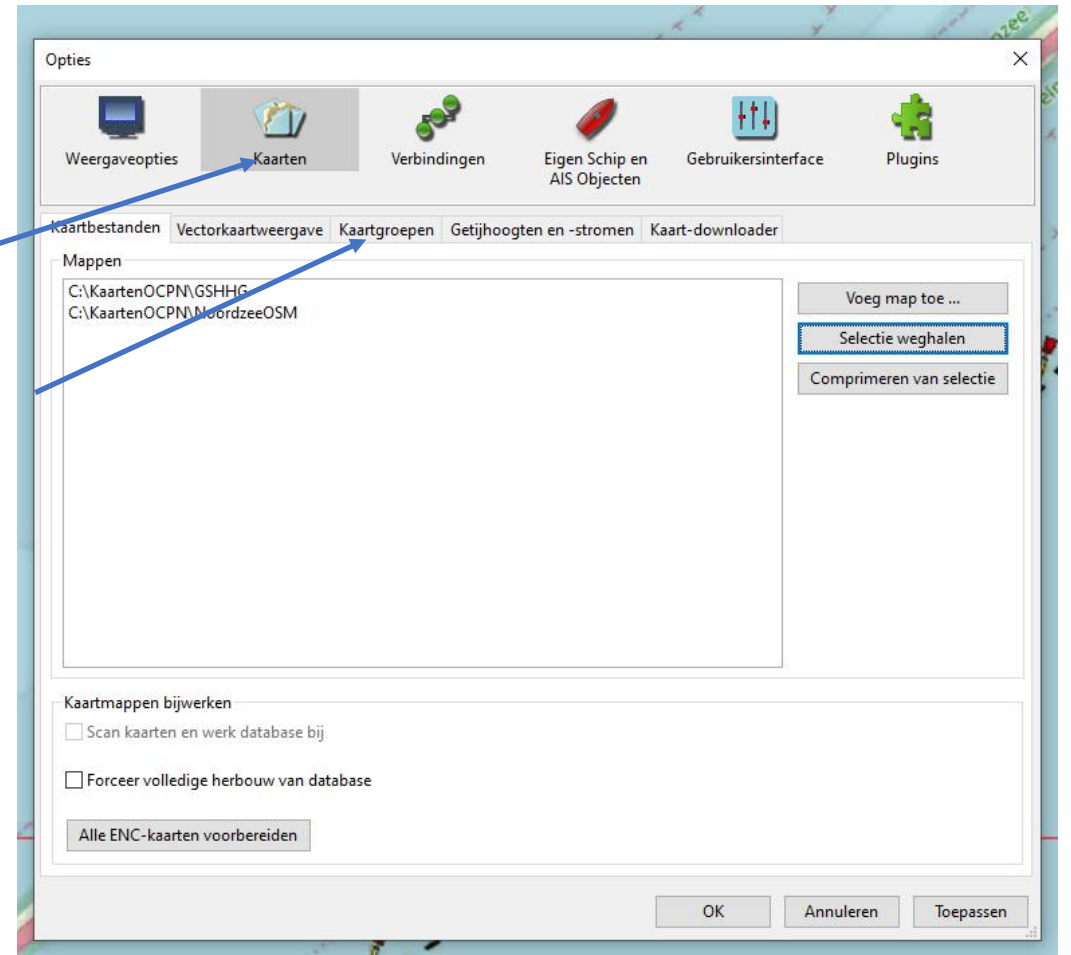 Opties
Weergaveopties
Kaarten
Verbindingen
Eigen Schip en
AIS Objecten
Gebruikersinterface
Plugins
Kaartbestanden
Vectorkaartweergave
Kaartgroepen
Getijhoogten en -stromen
Kaart-downloader
Mappen
C:\KaartenOCPN\GSHHG
C:\KaartenOCPN\NoordzeeOSM
Voeg map toe ...
Selectie weghalen
Comprimeren van selectie
Kaartmappen bijwerken
Scan kaarten en werk database bij
Forceer volledige herbouw van database
Alle ENC-kaarten voorbereiden
OK
Annuleren
Toepassen